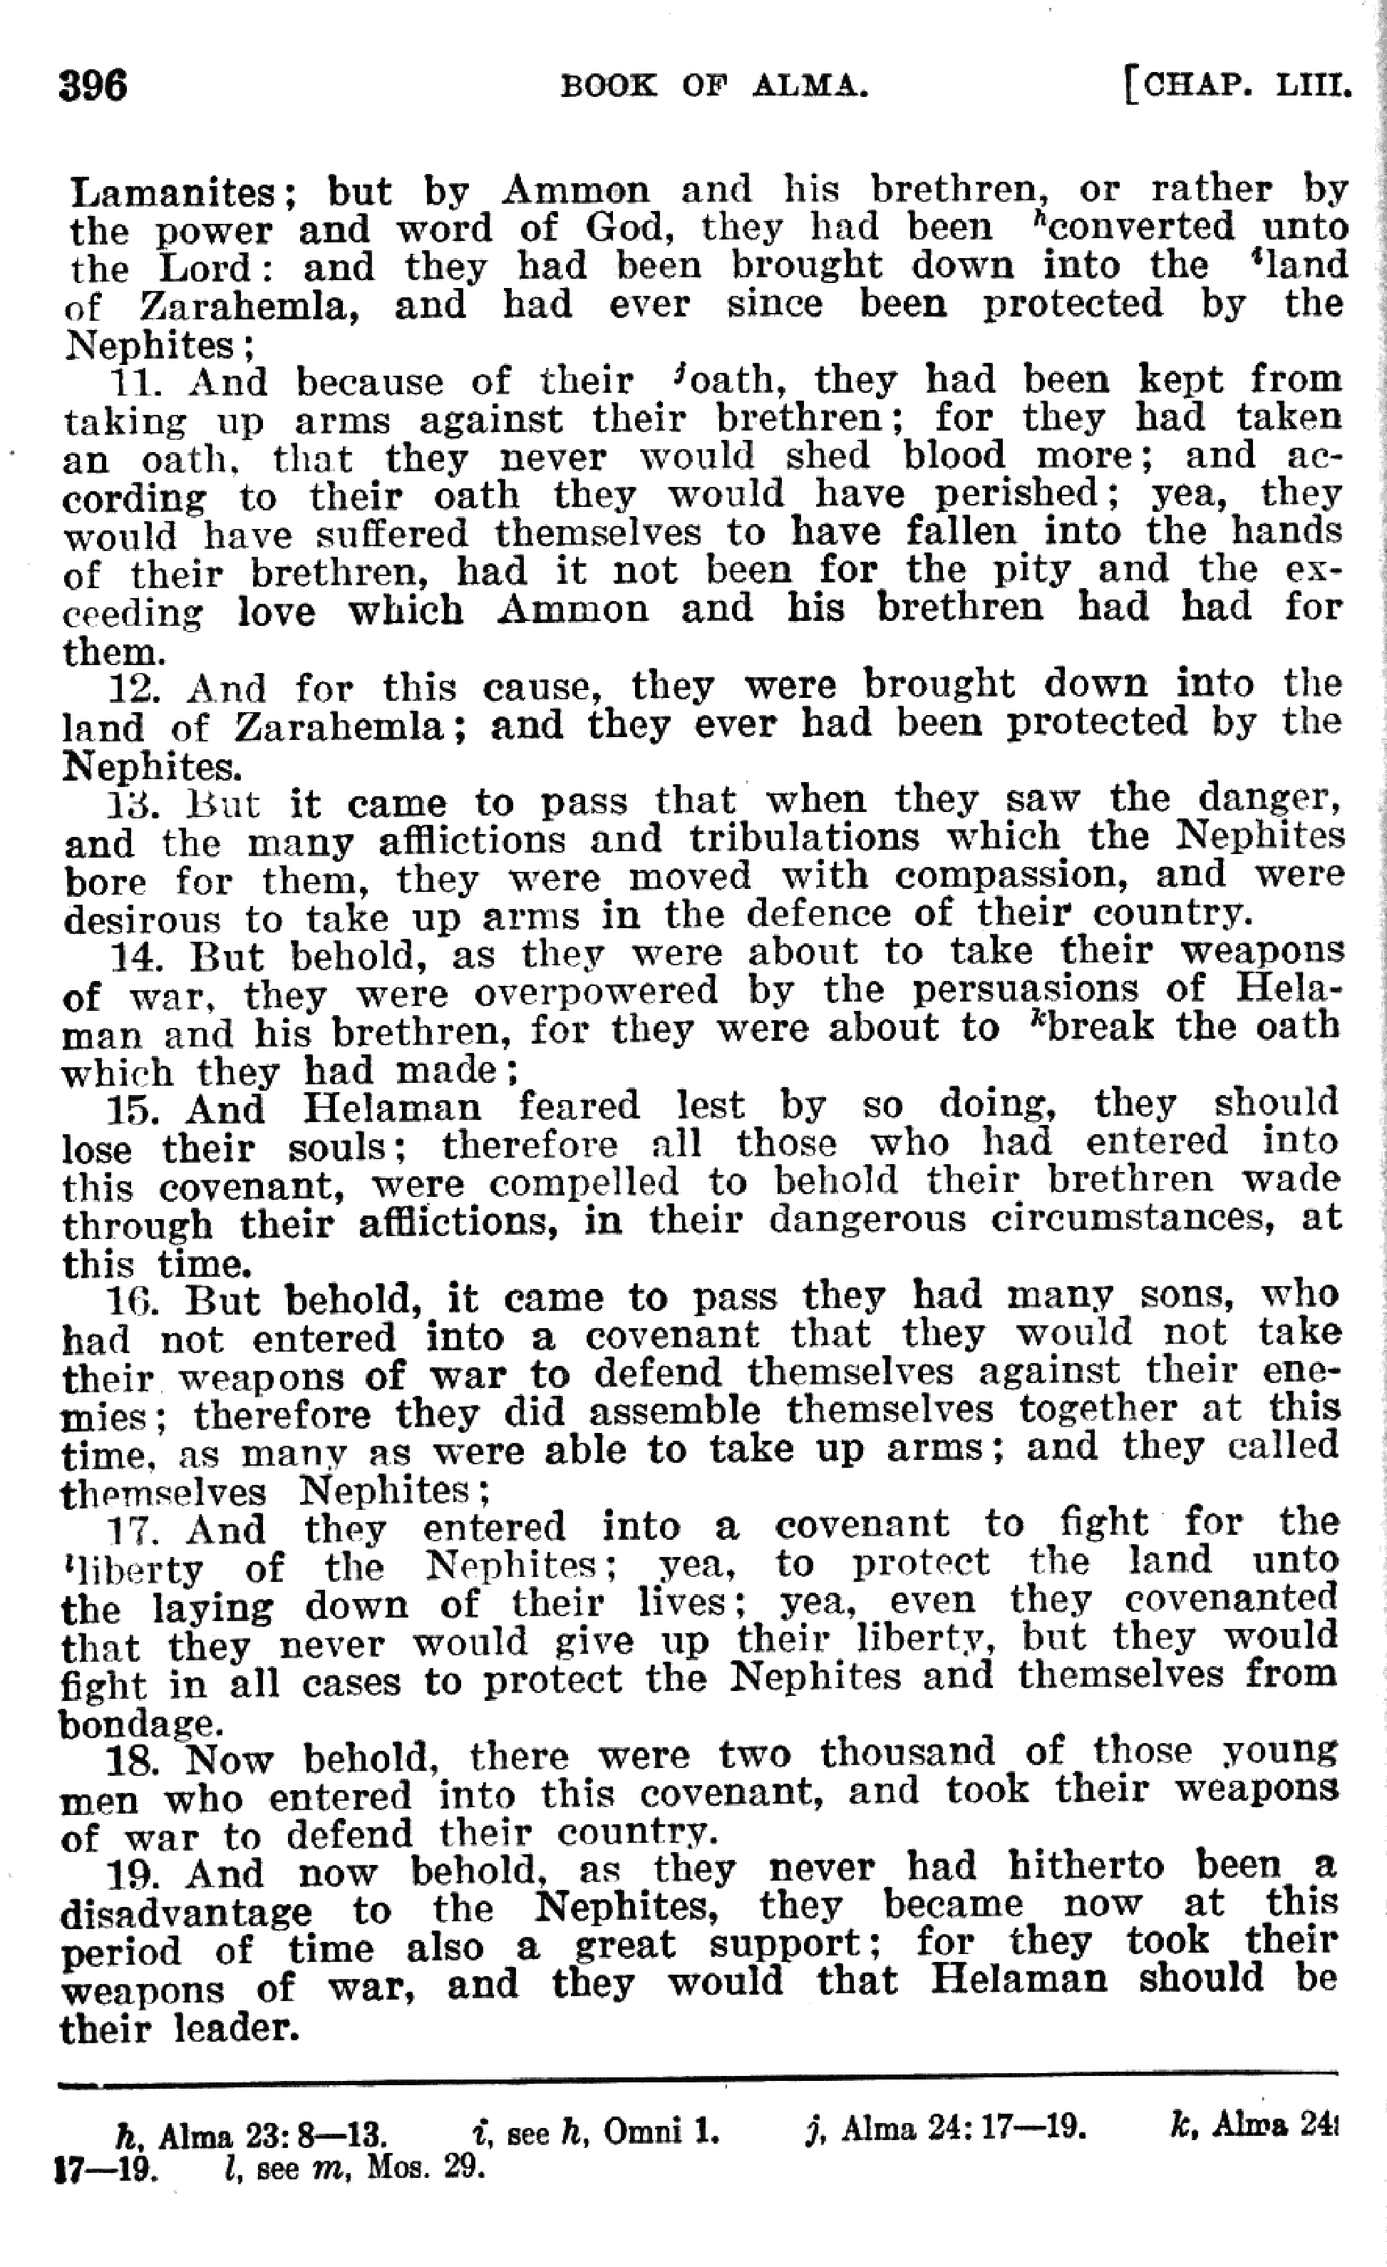 396 BOOK OF ALMA. [CHAP. LIII.
Lamanites; but by Ammon and his brethren, or rather by
the power and word of God, they had been ʰconverted unto
the Lord: and they had been brought down into the ⁱland
of Zarahemla, and had ever since been protected by the
Nephites;
11. And because of their ʲoath, they had been kept from
taking up arms against their brethren; for they had taken
an oath, that they never would shed blood more; and ac-
cording to their oath they would have perished; yea, they
would have suffered themselves to have fallen into the hands
of their brethren, had it not been for the pity and the ex-
ceeding love which Ammon and his brethren had had for
them.
12. And for this cause, they were brought down into the
land of Zarahemla; and they ever had been protected by the
Nephites.
13. But it came to pass that when they saw the danger,
and the many afflictions and tribulations which the Nephites
bore for them, they were moved with compassion, and were
desirous to take up arms in the defence of their country.
14. But behold, as they were about to take their weapons
of war, they were overpowered by the persuasions of Hela-
man and his brethren, for they were about to ᵏbreak the oath
which they had made;
15. And Helaman feared lest by so doing, they should
lose their souls; therefore all those who had entered into
this covenant, were compelled to behold their brethren wade
through their afflictions, in their dangerous circumstances, at
this time.
16. But behold, it came to pass they had many sons, who
had not entered into a covenant that they would not take
their weapons of war to defend themselves against their ene-
mies; therefore they did assemble themselves together at this
time, as many as were able to take up arms; and they called
themselves Nephites;
17. And they entered into a covenant to fight for the
ˡliberty of the Nephites; yea, to protect the land unto
the laying down of their lives; yea, even they covenanted
that they never would give up their liberty, but they would
fight in all cases to protect the Nephites and themselves from
bondage.
18. Now behold, there were two thousand of those young
men who entered into this covenant, and took their weapons
of war to defend their country.
19. And now behold, as they never had hitherto been a
disadvantage to the Nephites, they became now at this
period of time also a great support; for they took their
weapons of war, and they would that Helaman should be
their leader.
h, Alma 23: 8—13. i, see h, Omni 1. j, Alma 24: 17—19. k, Alma 24:
17—19. l, see m, Mos. 29.